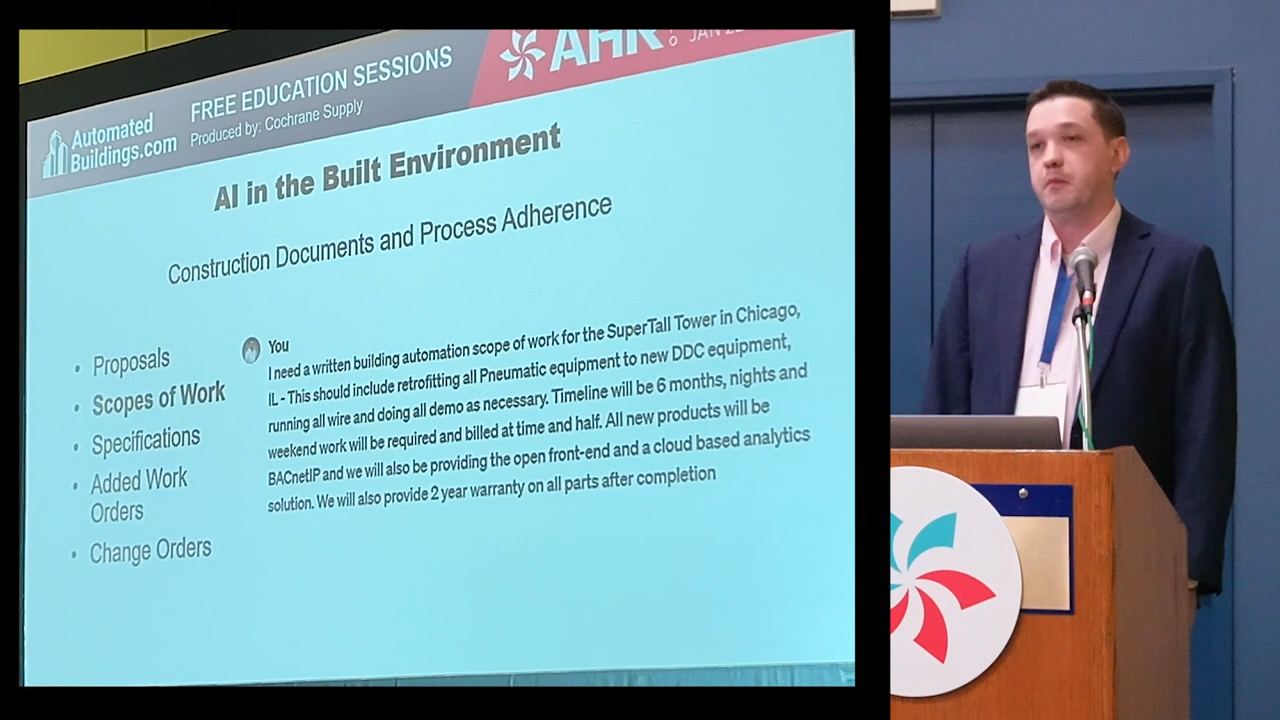 Automated
Buildings.com
FREE EDUCATION SESSIONS
Produced by: Cochrane Supply
AHR
JAN
AI in the Built Environment
Construction Documents and Process Adherence
• Proposals
• Scopes of Work
• Specifications
• Added Work
Orders
• Change Orders
You
I need a written building automation scope of work for the SuperTall Tower in Chicago,
IL - This should include retrofitting all Pneumatic equipment to new DDC equipment,
running all wire and doing all demo as necessary. Timeline will be 6 months, nights and
weekend work will be required and billed at time and half. All new products will be
BACnetIP and we will also be providing the open front-end and a cloud based analytics
solution. We will also provide 2 year warranty on all parts after completion